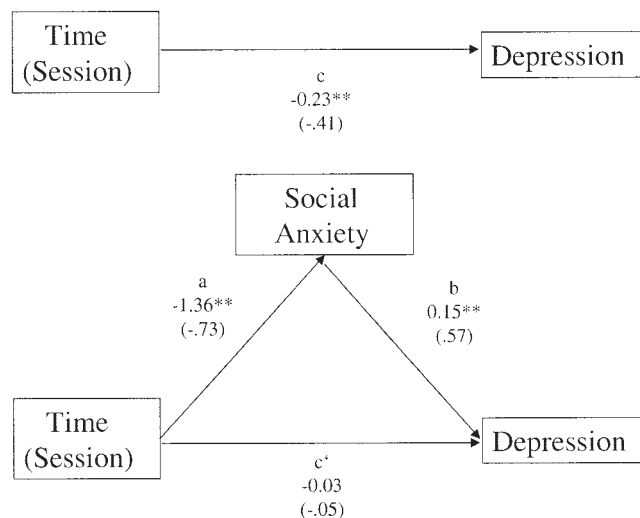 Time
(Session)
Depression
c
-0.23**
(-.41)
Social
Anxiety
a
-1.36**
(-.73)
b
0.15**
(.57)
Time
(Session)
Depression
c'
-0.03
(-.05)